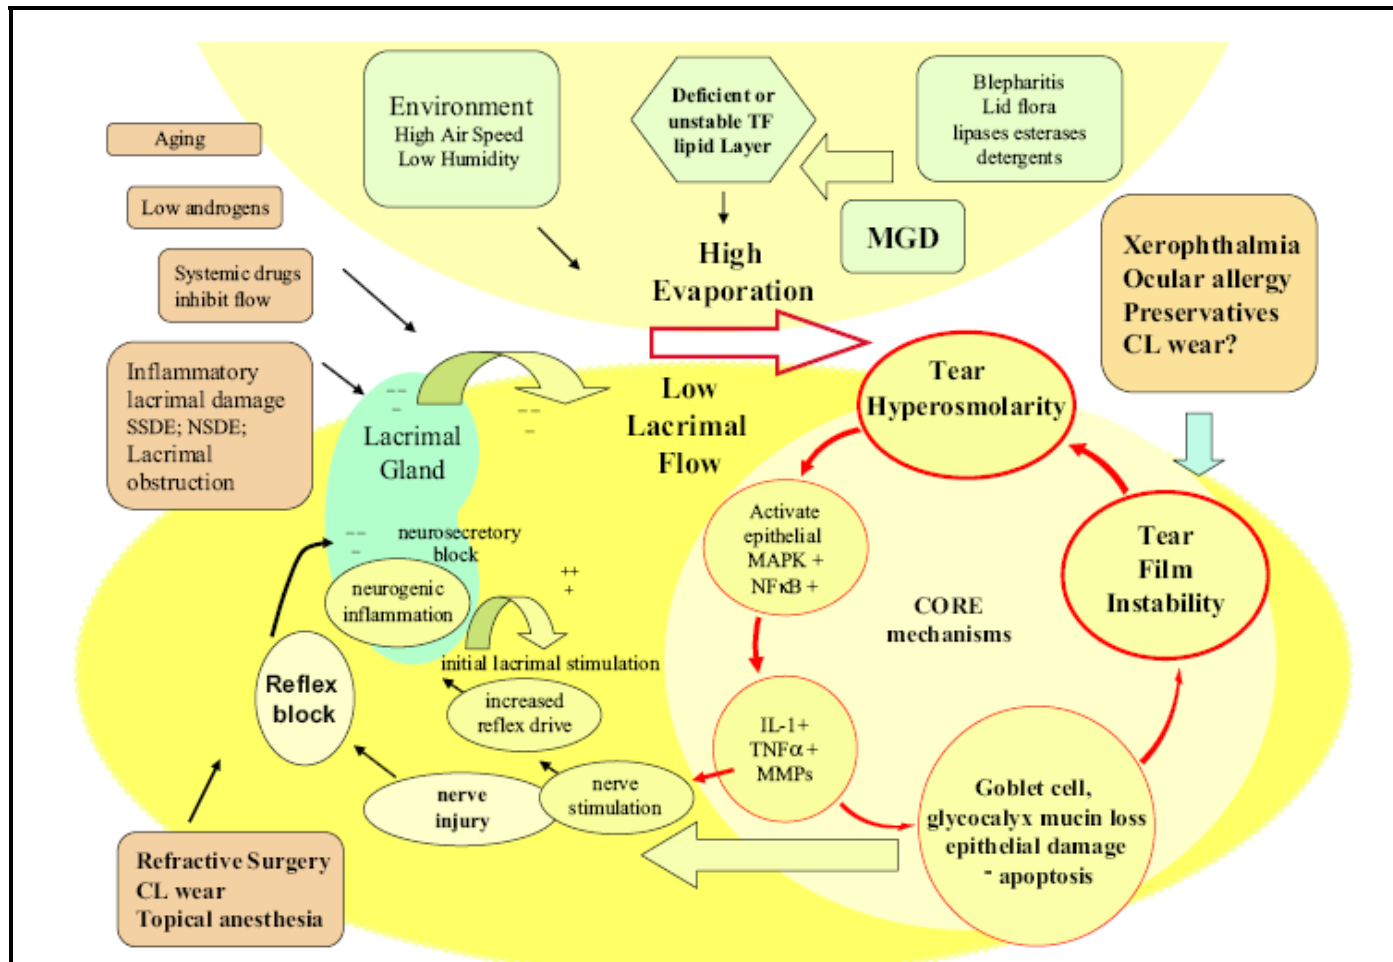 Environment
High Air Speed
Low Humidity
Deficient or
unstable TF
lipid Layer
Blepharitis
Lid flora
lipases esterases
detergents
MGD
Aging
Low androgens
Systemic drugs
inhibit flow
Inflammatory
lacrimal damage
SSDE; NSDE;
Lacrimal
obstruction
High
Evaporation
Xerophthalmia
Ocular allergy
Preservatives
CL wear?
Low
Lacrimal
Flow
Tear
Hyperosmolarity
-- 
-
--
-
Lacrimal
Gland
--
-
neurosecretory
block
neurogenic
inflammation
++
+
initial lacrimal stimulation
increased
reflex drive
Reflex
block
nerve
injury
nerve
stimulation
Activate
epithelial
MAPK +
NFκB +
IL-1+
TNFα +
MMPs
CORE
mechanisms
Tear
Film
Instability
Goblet cell,
glycocalyx mucin loss
epithelial damage
- apoptosis
Refractive Surgery
CL wear
Topical anesthesia